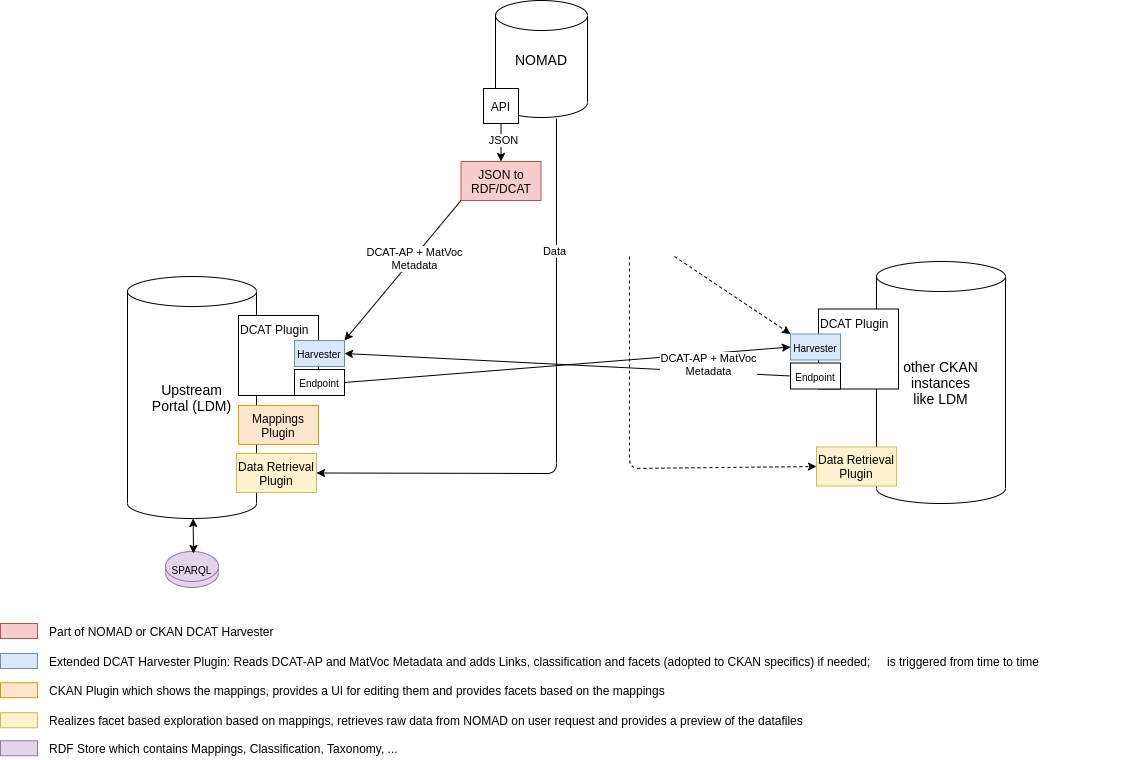 NOMAD
API
JSON
JSON to
RDF/DCAT
DCAT-AP + MatVoc
Metadata
Data
DCAT Plugin
Harvester
Endpoint
Upstream
Portal (LDM)
Mappings
Plugin
Data Retrieval
Plugin
SPARQL
DCAT-AP + MatVoc
Metadata
DCAT Plugin
Harvester
Endpoint
other CKAN
instances
like LDM
Data Retrieval
Plugin
Part of NOMAD or CKAN DCAT Harvester
Extended DCAT Harvester Plugin: Reads DCAT-AP and MatVoc Metadata and adds Links, classification and facets (adopted to CKAN specifics) if needed; is triggered from time to time
CKAN Plugin which shows the mappings, provides a UI for editing them and provides facets based on the mappings
Realizes facet based exploration based on mappings, retrieves raw data from NOMAD on user request and provides a preview of the datafiles
RDF Store which contains Mappings, Classification, Taxonomy, ...